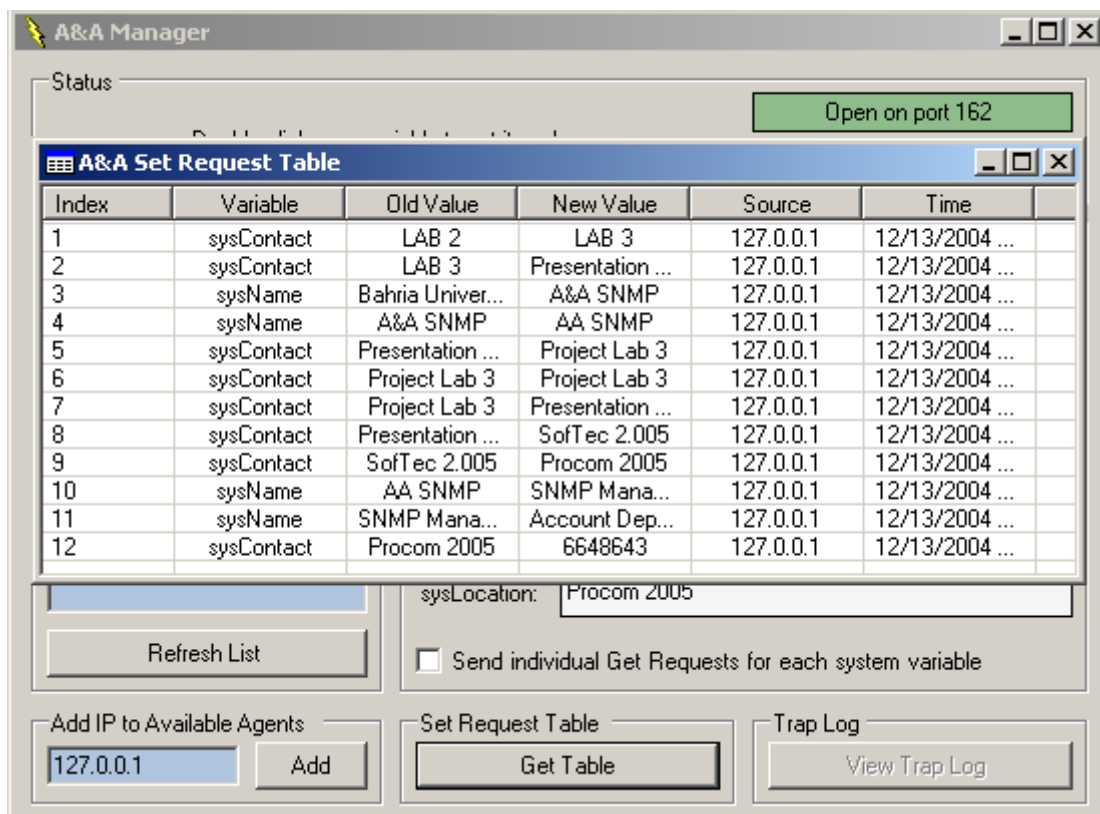 A&A Manager
Status
Open on port 162
A&A Set Request Table
Index Variable Old Value New Value Source Time
1 sysContact LAB 2 LAB 3 127.0.0.1 12/13/2004 ...
2 sysContact LAB 3 Presentation ... 127.0.0.1 12/13/2004 ...
3 sysName Bahria Univer... A&A SNMP 127.0.0.1 12/13/2004 ...
4 sysName A&A SNMP AA SNMP 127.0.0.1 12/13/2004 ...
5 sysContact Presentation ... Project Lab 3 127.0.0.1 12/13/2004 ...
6 sysContact Project Lab 3 Project Lab 3 127.0.0.1 12/13/2004 ...
7 sysContact Project Lab 3 Presentation ... 127.0.0.1 12/13/2004 ...
8 sysContact Presentation ... SofTec 2.005 127.0.0.1 12/13/2004 ...
9 sysContact SofTec 2.005 Procom 2005 127.0.0.1 12/13/2004 ...
10 sysName AA SNMP SNMP Mana... 127.0.0.1 12/13/2004 ...
11 sysName SNMP Mana... Account Dep... 127.0.0.1 12/13/2004 ...
12 sysContact Procom 2005 6648643 127.0.0.1 12/13/2004 ...
sysLocation: Procom 2005
Refresh List
Send individual Get Requests for each system variable
Add IP to Available Agents
Set Request Table
Trap Log
127.0.0.1 Add
Get Table
View Trap Log